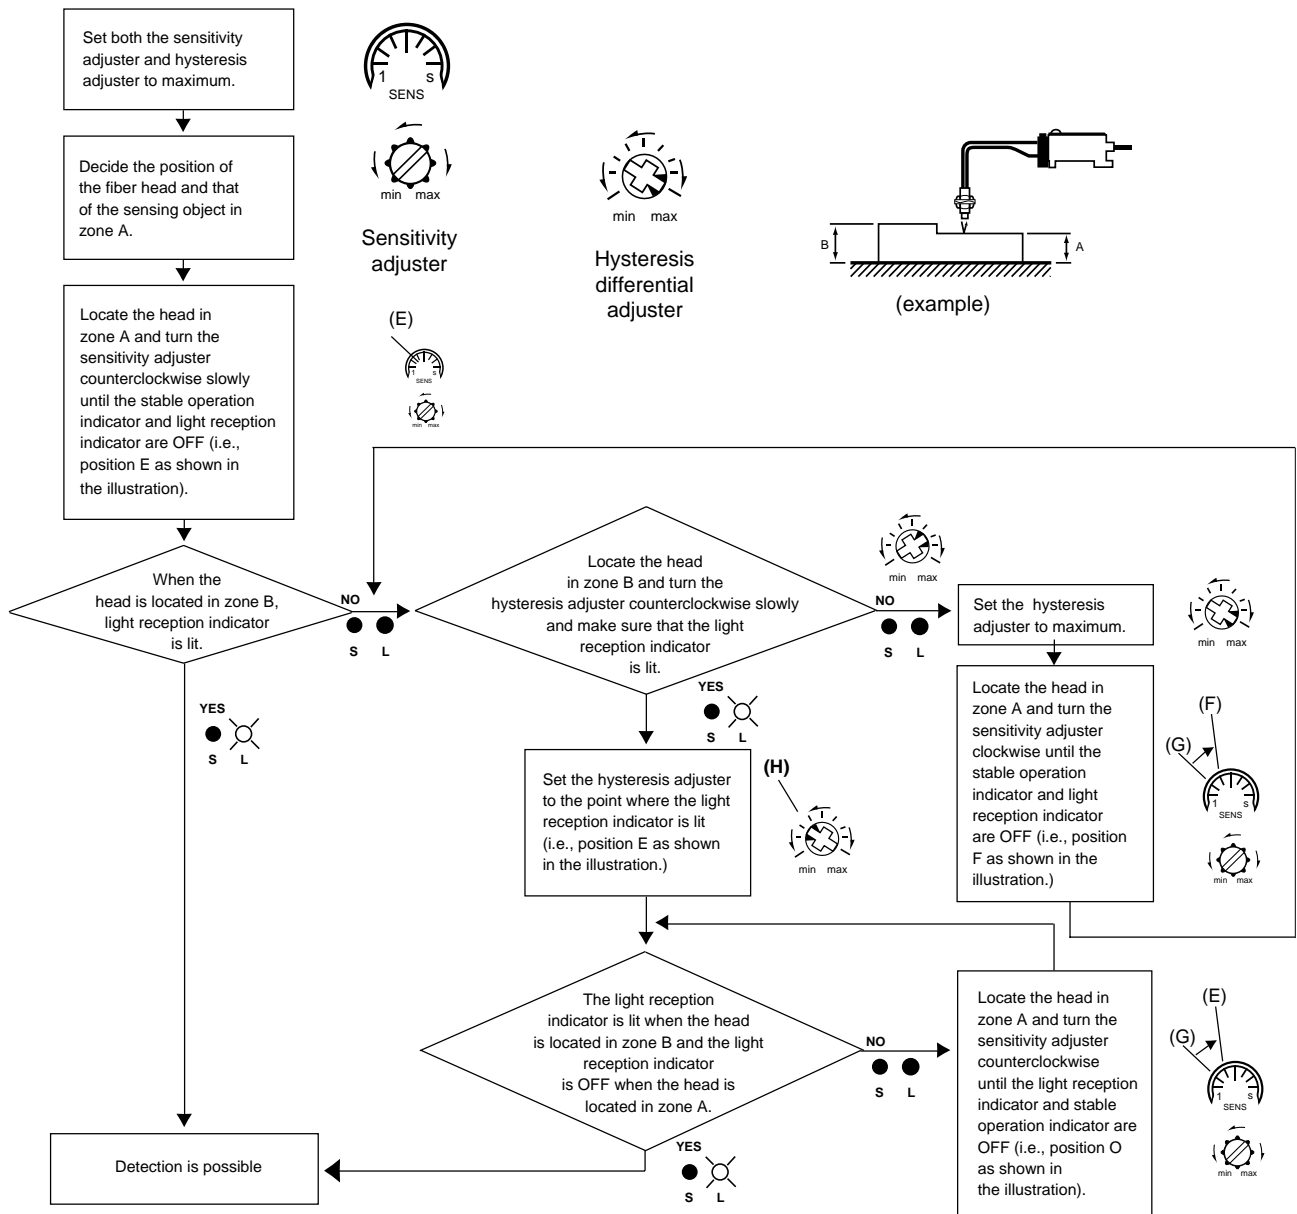 Set both the sensitivity
adjuster and hysteresis
adjuster to maximum.
1 s
SENS
Decide the position of
the fiber head and that
of the sensing object in
zone A.
min max
Sensitivity
adjuster
min max
Hysteresis
differential
adjuster
B
A
(example)
Locate the head in
zone A and turn the
sensitivity adjuster
counterclockwise slowly
until the stable operation
indicator and light reception
indicator are OFF (i.e.,
position E as shown in
the illustration).
(E)
1 s
SENS
min max
When the
head is located in zone B,
light reception indicator
is lit.
NO
S L
YES
S L
Locate the head
in zone B and turn the
hysteresis adjuster counterclockwise slowly
and make sure that the light
reception indicator
is lit.
min max
NO
S L
YES
S L
Set the hysteresis
adjuster to maximum.
min max
Locate the head in
zone A and turn the
sensitivity adjuster
clockwise until the
stable operation
indicator and light
reception indicator
are OFF (i.e., position
F as shown in the
illustration.)
(F)
(G)
1 s
SENS
min max
Set the hysteresis adjuster
to the point where the light
reception indicator is lit
(i.e., position E as shown
in the illustration.)
(H)
min max
The light reception
indicator is lit when the head
is located in zone B and the light
reception indicator
is OFF when the head is
located in zone A.
NO
S L
YES
S L
Locate the head in
zone A and turn the
sensitivity adjuster
counterclockwise
until the light reception
indicator and stable
operation indicator are
OFF (i.e., position O
as shown in
the illustration).
(E)
(G)
1 s
SENS
min max
Detection is possible